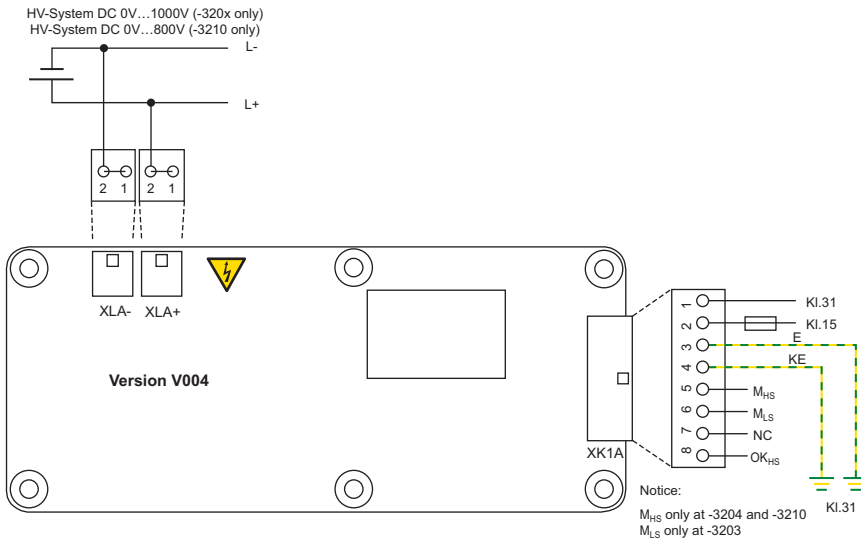 HV-System DC 0V...1000V (-320x only)
HV-System DC 0V...800V (-3210 only)
L-
L+
2 1 2 1
XLA- XLA+
Version V004
XK1A
1 Kl.31
2 Kl.15
3 E
4 KE
5 MHS
6 MLS
7 NC
8 OKHS
Kl.31
Notice:
MHS only at -3204 and -3210
MLS only at -3203